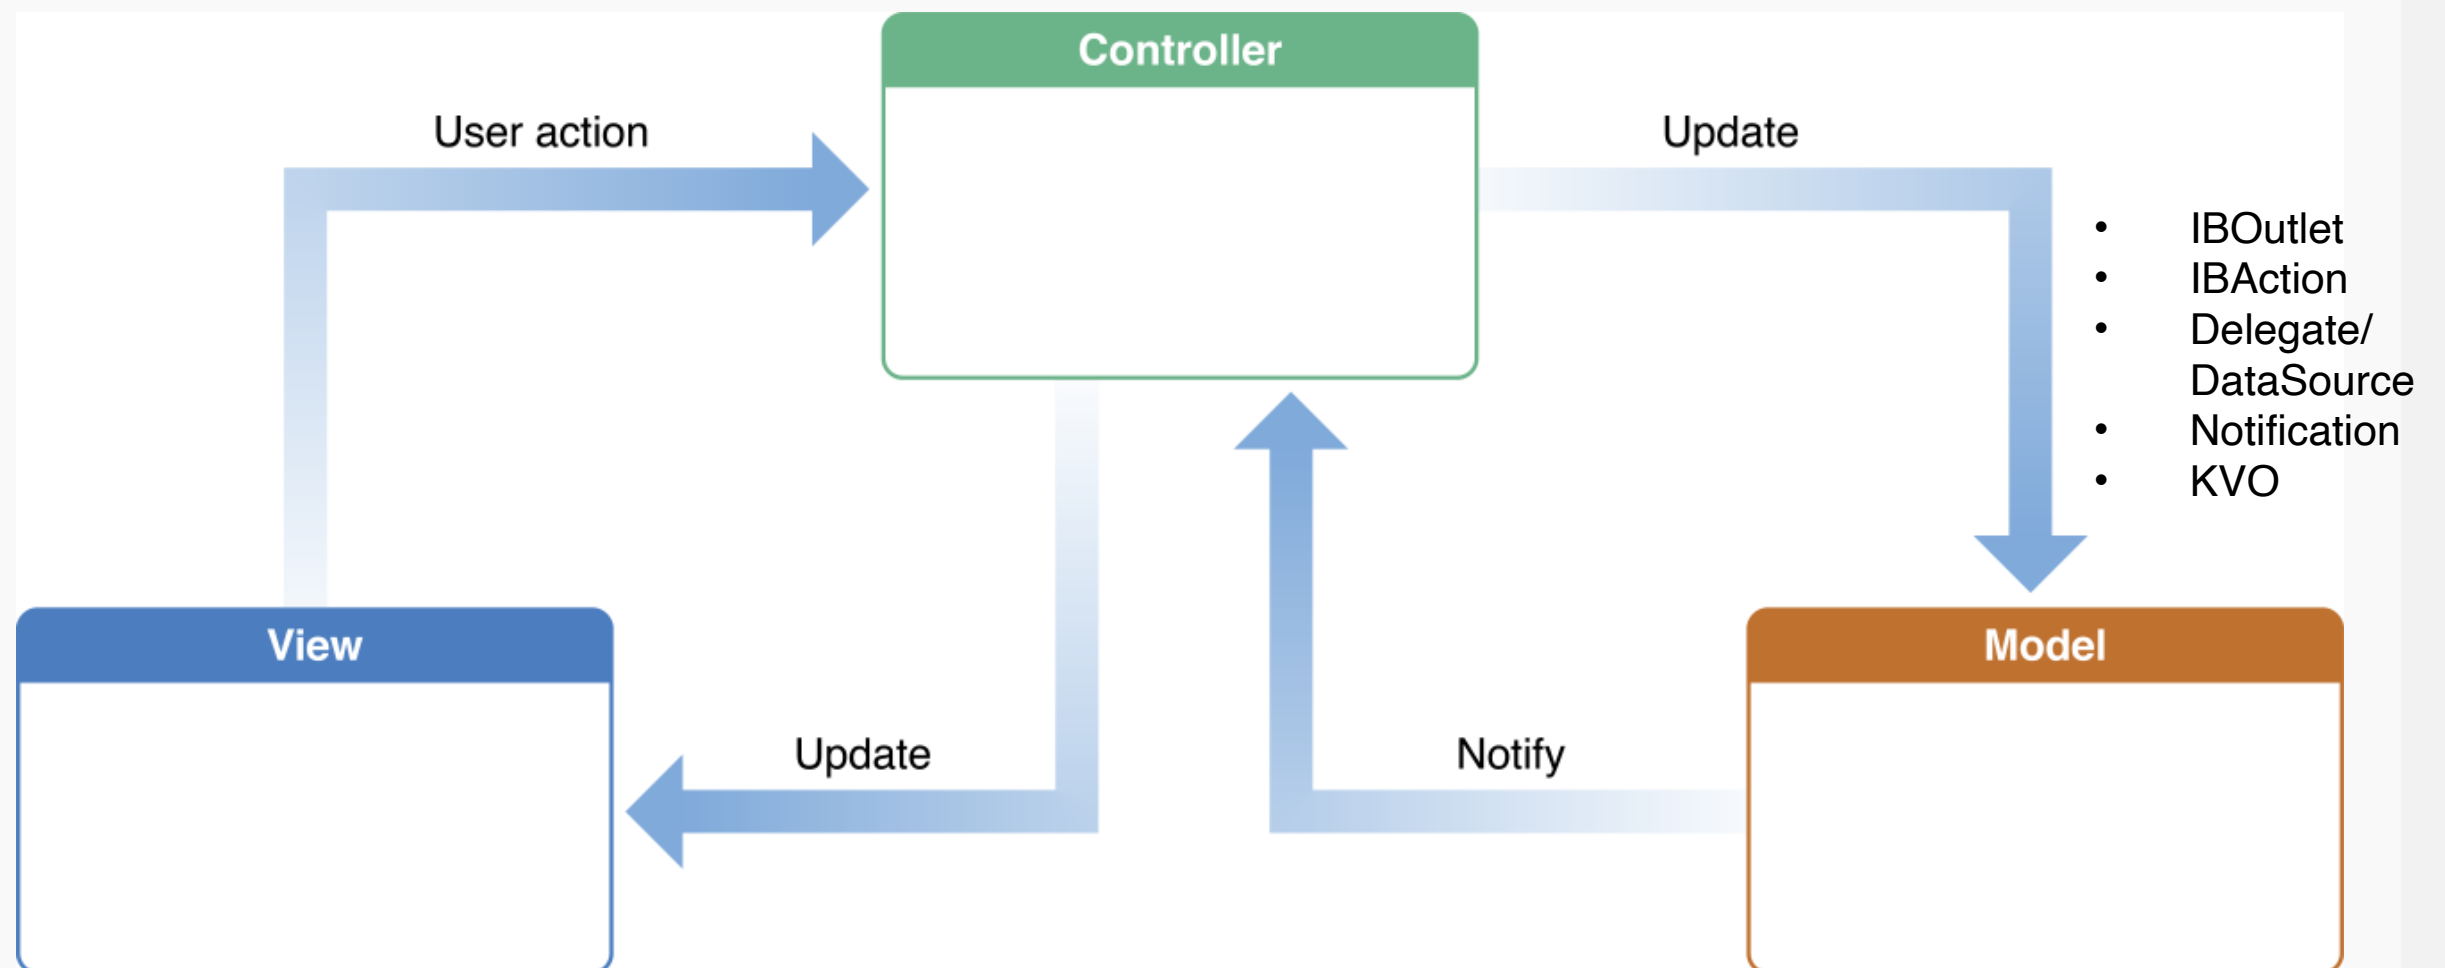 Controller
User action
Update
• IBOutlet
• IBAction
• Delegate/
DataSource
• Notification
• KVO
View
Model
Update
Notify